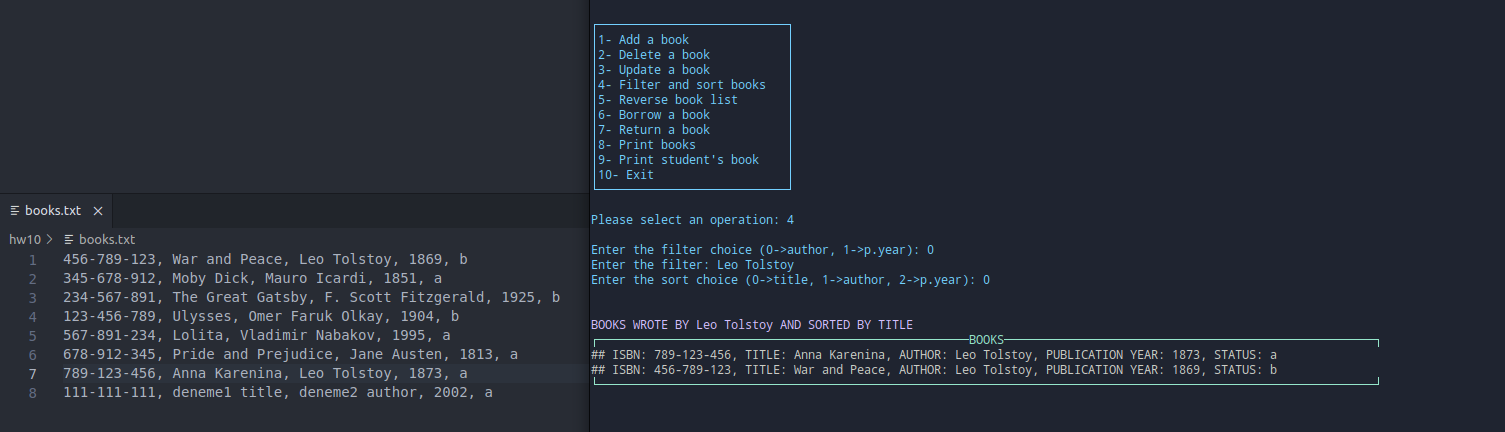 books.txt
hw10 > books.txt
1 456-789-123, War and Peace, Leo Tolstoy, 1869, b
2 345-678-912, Moby Dick, Mauro Icardi, 1851, a
3 234-567-891, The Great Gatsby, F. Scott Fitzgerald, 1925, b
4 123-456-789, Ulysses, Omer Faruk Olkay, 1904, b
5 567-891-234, Lolita, Vladimir Nabakov, 1995, a
6 678-912-345, Pride and Prejudice, Jane Austen, 1813, a
7 789-123-456, Anna Karenina, Leo Tolstoy, 1873, a
8 111-111-111, deneme1 title, deneme2 author, 2002, a
1- Add a book
2- Delete a book
3- Update a book
4- Filter and sort books
5- Reverse book list
6- Borrow a book
7- Return a book
8- Print books
9- Print student's book
10- Exit
Please select an operation: 4
Enter the filter choice (0->author, 1->p.year): 0
Enter the filter: Leo Tolstoy
Enter the sort choice (0->title, 1->author, 2->p.year): 0
BOOKS WROTE BY Leo Tolstoy AND SORTED BY TITLE
BOOKS
## ISBN: 789-123-456, TITLE: Anna Karenina, AUTHOR: Leo Tolstoy, PUBLICATION YEAR: 1873, STATUS: a
## ISBN: 456-789-123, TITLE: War and Peace, AUTHOR: Leo Tolstoy, PUBLICATION YEAR: 1869, STATUS: b